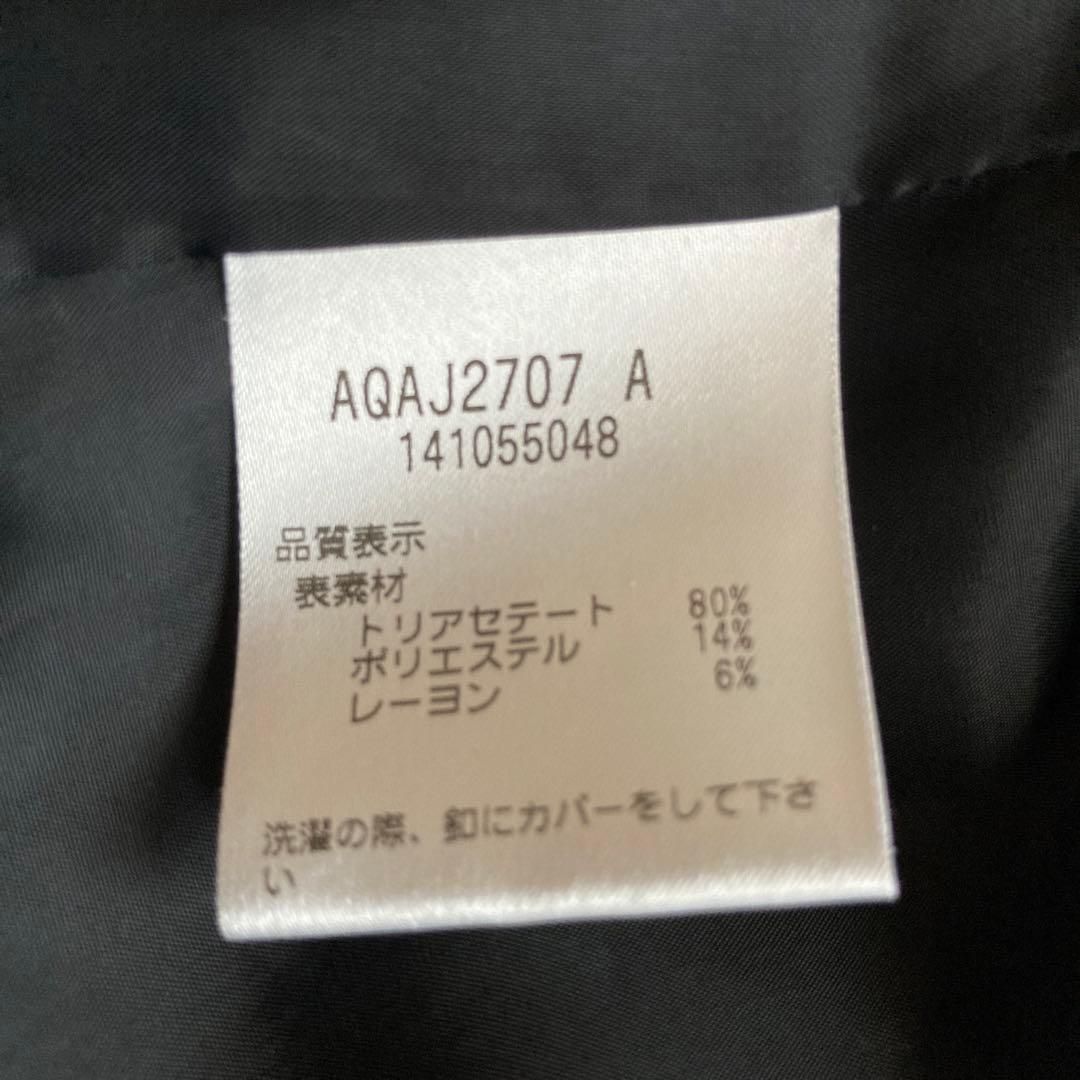 AQAJ2707 A
141055048
品質表示
表素材
トリアセテート 80%
ポリエステル 14%
レーヨン 6%
洗濯の際、釦にカバーをして下さ
い